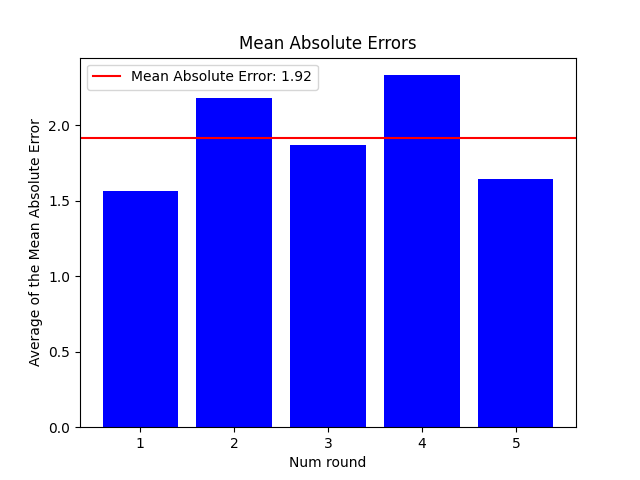 Mean Absolute Errors
Mean Absolute Error: 1.92
Average of the Mean Absolute Error
2.0
1.5
1.0
0.5
0.0
1 2 3 4 5
Num round